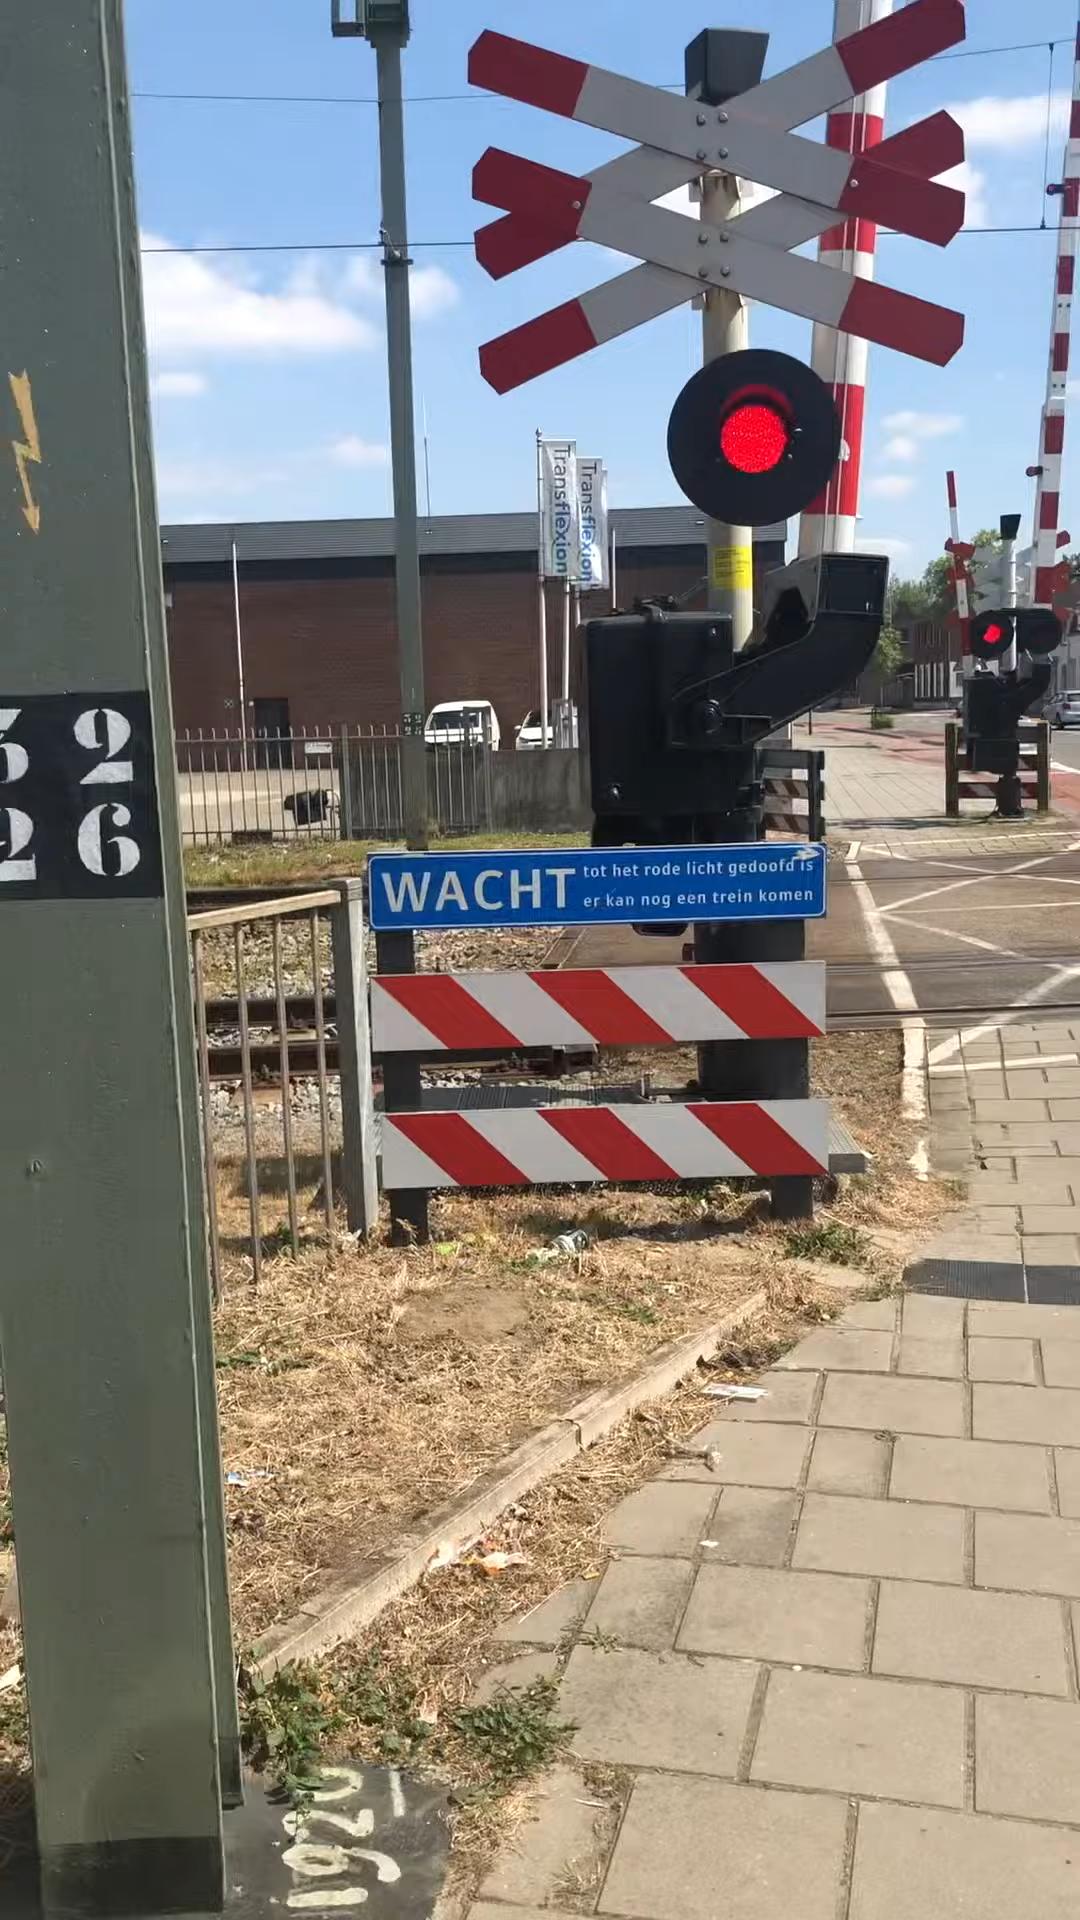 Transflexion
Transflexion
32
26
WACHT
tot het rode licht gedoofd is
er kan nog een trein komen
1920